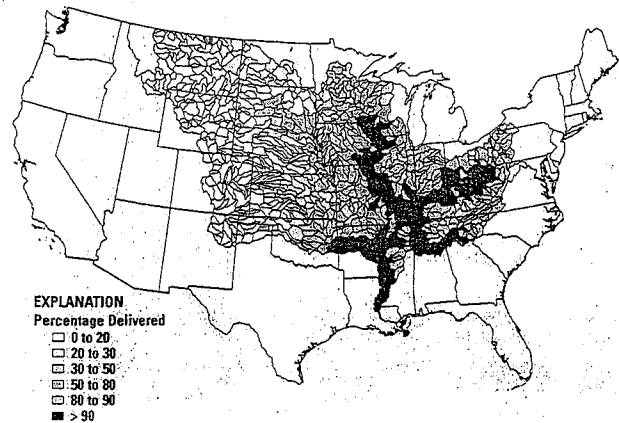 EXPLANATION
Percentage Delivered
0 to 20
20 to 30
30 to 50
50 to 80
80 to 90
> 90